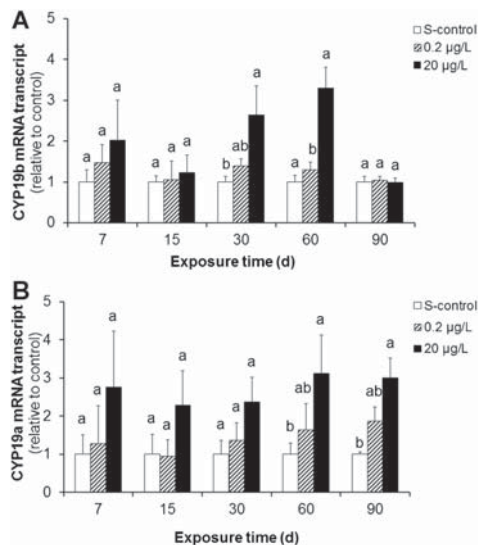 A
CYP19b mRNA transcript
(relative to control)
5
4
3
2
1
0
a a a
a a a
b ab a
a b a
a a a
7 15 30 60 90
Exposure time (d)
S-control
0.2 µg/L
20 µg/L
B
CYP19a mRNA transcript
(relative to control)
5
4
3
2
1
0
a a a
a a a
a a a
b ab a
b ab a
7 15 30 60 90
Exposure time (d)
S-control
0.2 µg/L
20 µg/L